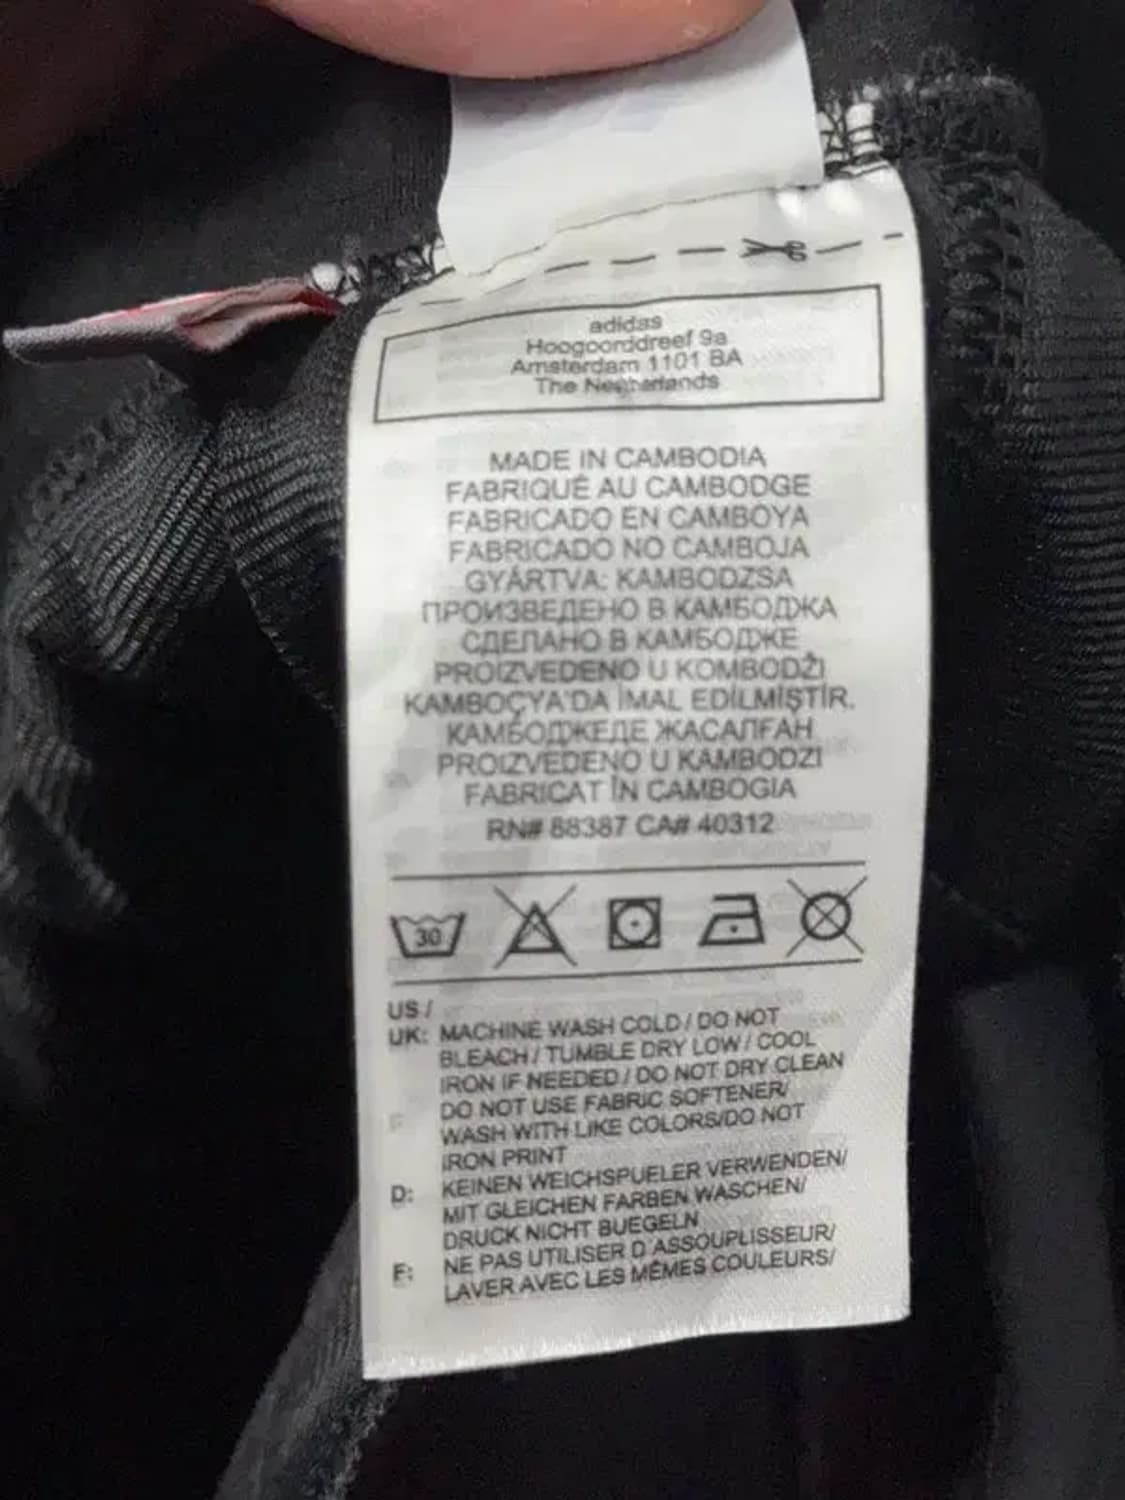 adidas
Hoogoorddreef 9a
Amsterdam 1101 BA
The Netherlands
MADE IN CAMBODIA
FABRIQUÉ AU CAMBODGE
FABRICADO EN CAMBOYA
FABRICADO NO CAMBOJA
GYÁRTVA: KAMBODZSA
ПРОИЗВЕДЕНО В КАМБОДЖА
СДЕЛАНО В КАМБОДЖЕ
PROIZVEDENO U KOMBODŽI
KAMBOÇYA'DA İMAL EDİLMİŞTİR.
КАМБОДЖЕДЕ ЖАСАЛҒАН
PROIZVEDENO U KAMBODZI
FABRICAT ÎN CAMBOGIA
RN# 88387 CA# 40312
30
US /
UK: MACHINE WASH COLD / DO NOT
BLEACH / TUMBLE DRY LOW / COOL
IRON IF NEEDED / DO NOT DRY CLEAN
DO NOT USE FABRIC SOFTENER/
WASH WITH LIKE COLORS/DO NOT
IRON PRINT
D: KEINEN WEICHSPUELER VERWENDEN/
MIT GLEICHEN FARBEN WASCHEN/
DRUCK NICHT BUEGELN
F: NE PAS UTILISER D'ASSOUPLISSEUR/
LAVER AVEC LES MÊMES COULEURS/